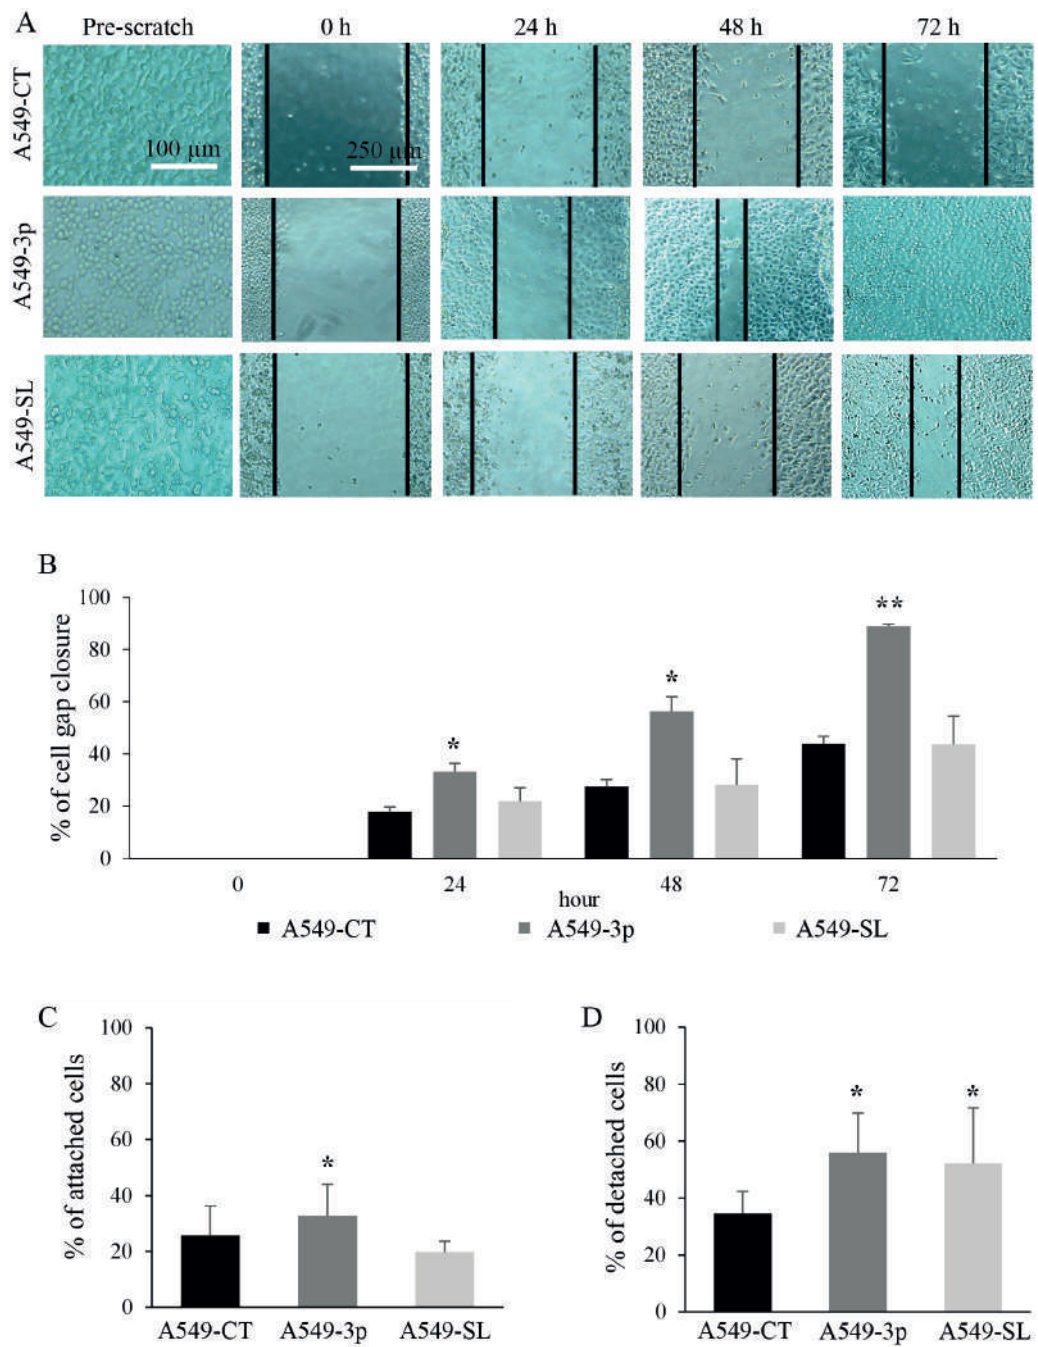 A
Pre-scratch 0 h 24 h 48 h 72 h
A549-CT
100 µm
250 µm
A549-3p
A549-SL
B
% of cell gap closure
100
80
60
40
20
0
*
*
**
0 24 48 72
hour
A549-CT A549-3p A549-SL
C
% of attached cells
100
80
60
40
20
0
*
A549-CT A549-3p A549-SL
D
% of detached cells
100
80
60
40
20
0
* *
A549-CT A549-3p A549-SL